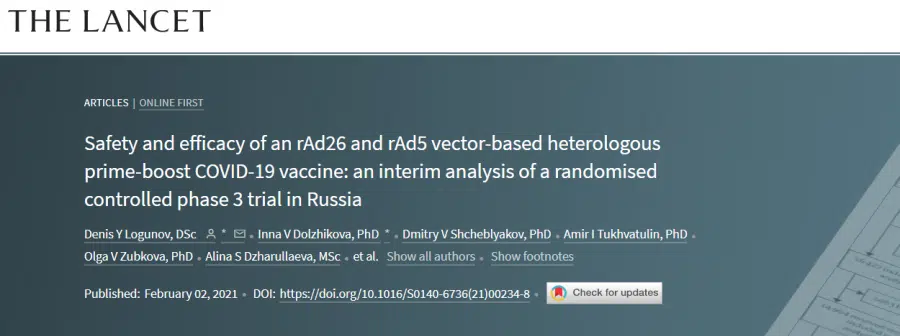 THE LANCET
ARTICLES | ONLINE FIRST
Safety and efficacy of an rAd26 and rAd5 vector-based heterologous
prime-boost COVID-19 vaccine: an interim analysis of a randomised
controlled phase 3 trial in Russia
Denis Y Logunov, DSc * • Inna V Dolzhikova, PhD * • Dmitry V Shcheblyakov, PhD • Amir I Tukhvatulin, PhD •
Olga V Zubkova, PhD • Alina S Dzharullaeva, MSc • et al. Show all authors • Show footnotes
Published: February 02, 2021 • DOI: https://doi.org/10.1016/S0140-6736(21)00234-8 • Check for updates